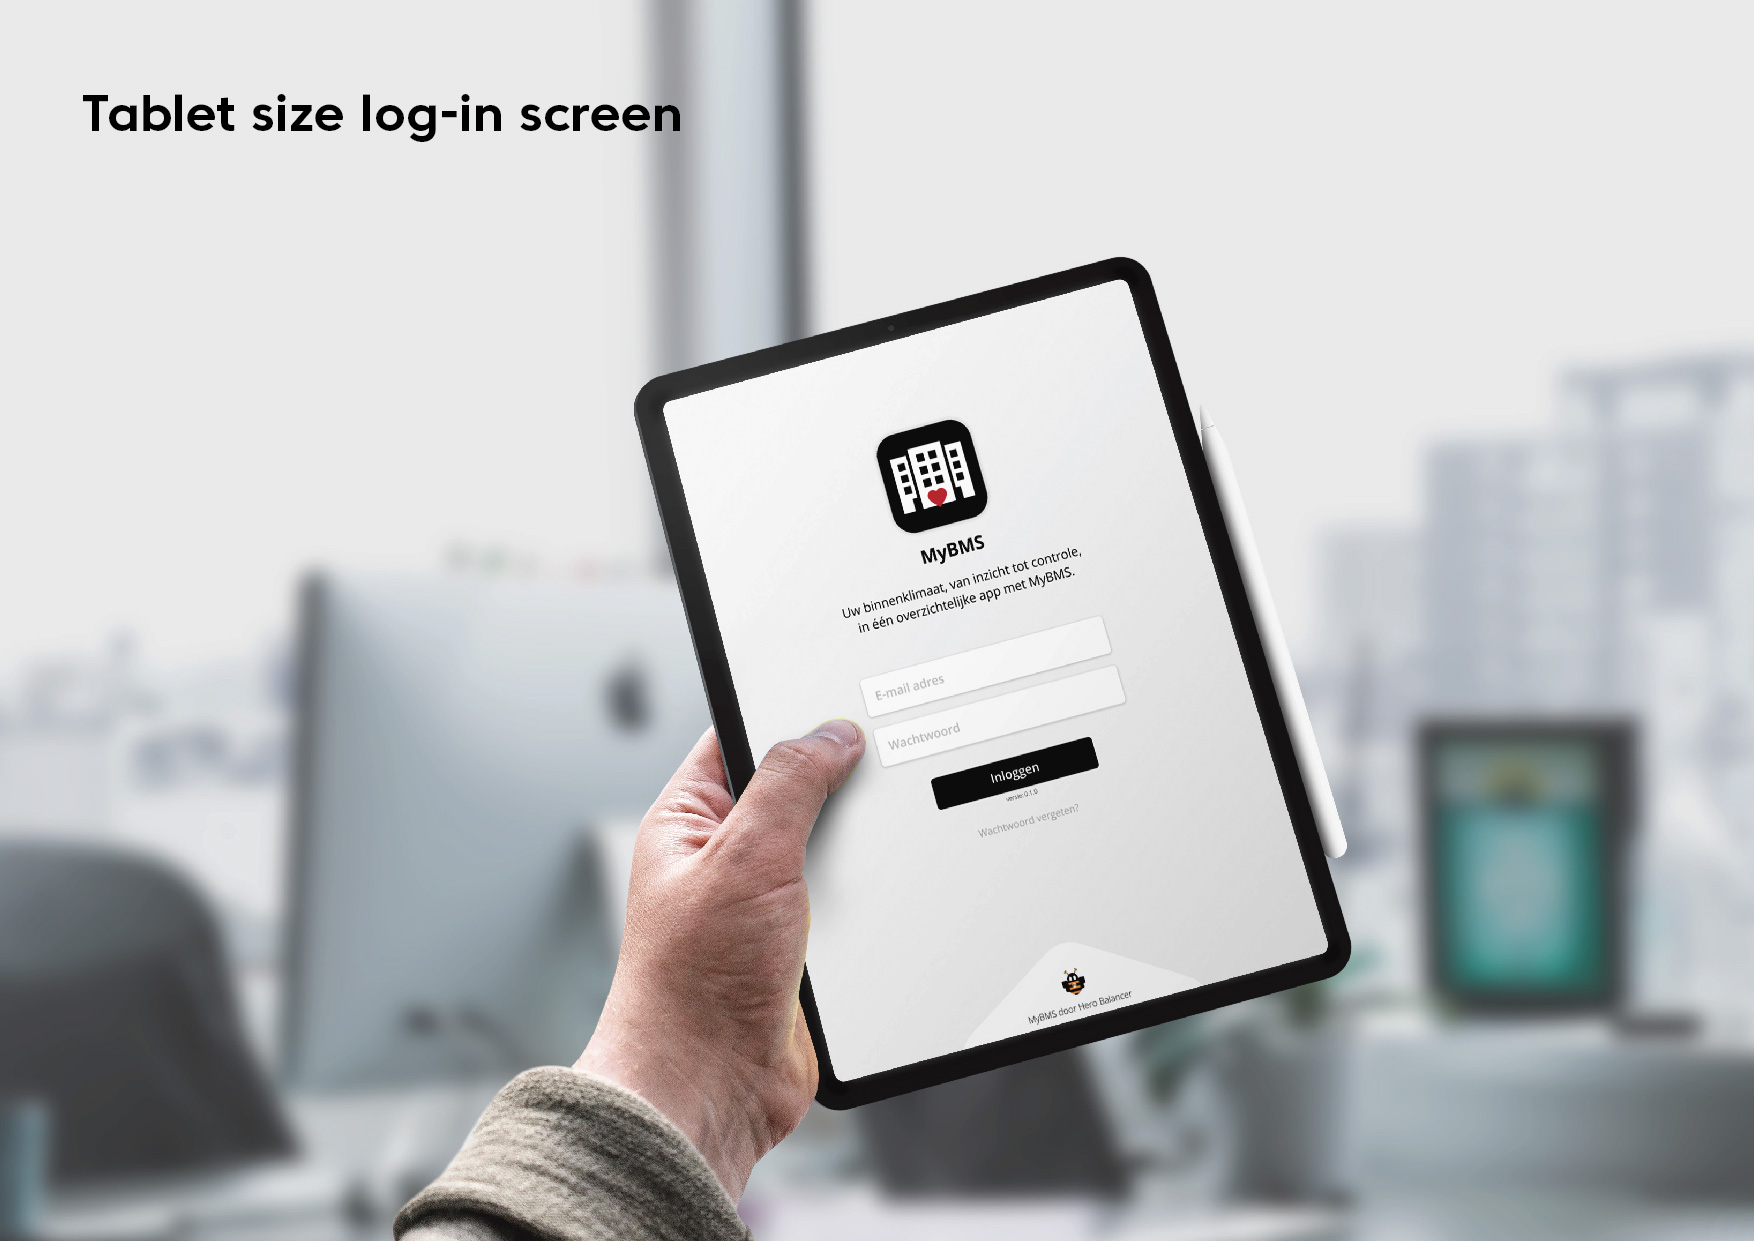 Tablet size log-in screen
MyBMS
Uw binnenklimaat, van inzicht tot controle,
in één overzichtelijke app met MyBMS.
E-mail adres
Wachtwoord
Inloggen
versie: 0.1.9
Wachtwoord vergeten?
MyBMS door Hero Balancer